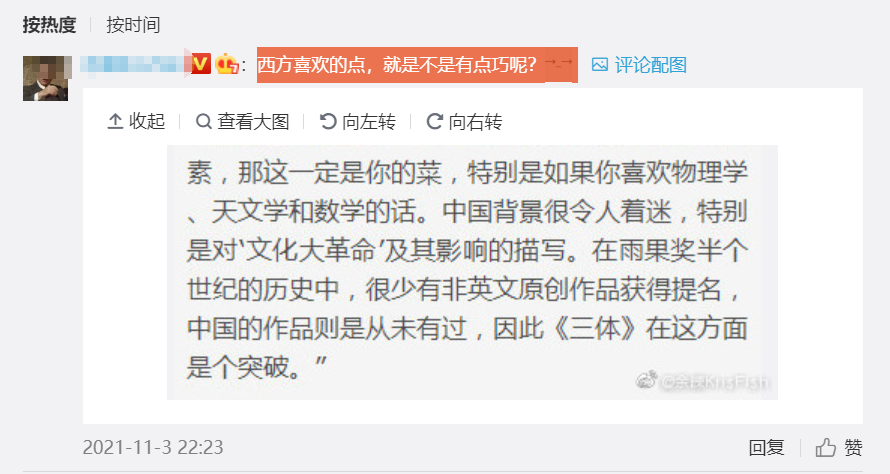 按热度 按时间
: 西方喜欢的点，就是不是有点巧呢？→_→ 评论配图
收起 查看大图 向左转 向右转
素，那这一定是你的菜，特别是如果你喜欢物理学
、天文学和数学的话。中国背景很令人着迷，特别
是对‘文化大革命’及其影响的描写。在雨果奖半个
世纪的历史中，很少有非英文原创作品获得提名，
中国的作品则是从未有过，因此《三体》在这方面
是个突破。”
2021-11-3 22:23 回复 赞